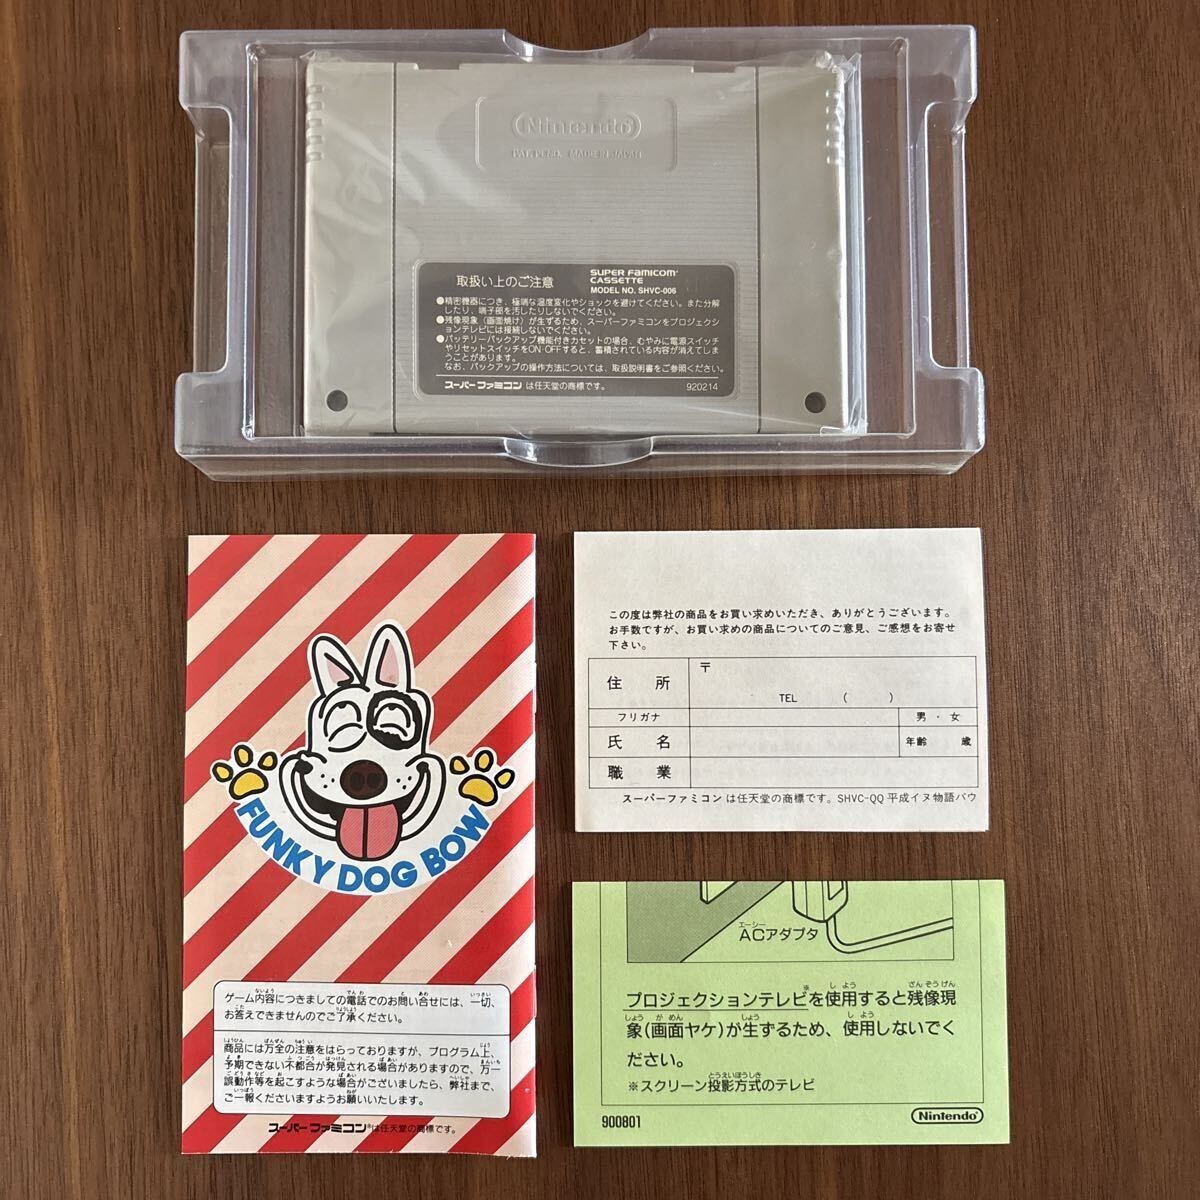 Nintendo
PAT. PEND. MADE IN JAPAN
取扱い上のご注意
SUPER FAMICOM
CASSETTE
MODEL NO. SHVC-006
●精密機器につき、極端な温度変化やショックを避けてください。また分解
したり、端子部を汚したりしないでください。
●残像現象（画面焼け）が生ずるため、スーパーファミコンをプロジェクシ
ョンテレビには接続しないでください。
●バッテリーバックアップ機能付きカセットの場合、むやみに電源スイッチ
やリセットスイッチをON・OFFすると、蓄積されている内容が消えてしま
うことがあります。
なお、バックアップの操作方法については、取扱説明書をご参照ください。
スーパーファミコン は任天堂の商標です。
920214
FUNKY DOG BOW
ゲーム内容につきましての電話でのお問い合せには、一切、
お答えできませんのでご了承ください。
商品には万全の注意をはらっておりますが、プログラム上、
予期できない不都合が発見される場合がありますので、万一
誤動作等を起こすような場合がございましたら、弊社まで、
ご一報くださいますようお願いいたします。
スーパーファミコン®は任天堂の商標です。
この度は弊社の商品をお買い求めいただき、ありがとうございます。
お手数ですが、お買い求めの商品についてのご意見、ご感想をお寄せ
下さい。
住 所
〒
TEL ( )
フリガナ
男・女
氏 名
年齢 歳
職 業
スーパーファミコン は任天堂の商標です。SHVC-QQ 平成イヌ物語バウ
エーシー
ACアダプタ
プロジェクションテレビ※を使用すると残像現
象(画面ヤケ)が生ずるため、使用しないでく
ださい。
※スクリーン投影方式のテレビ
900801
Nintendo